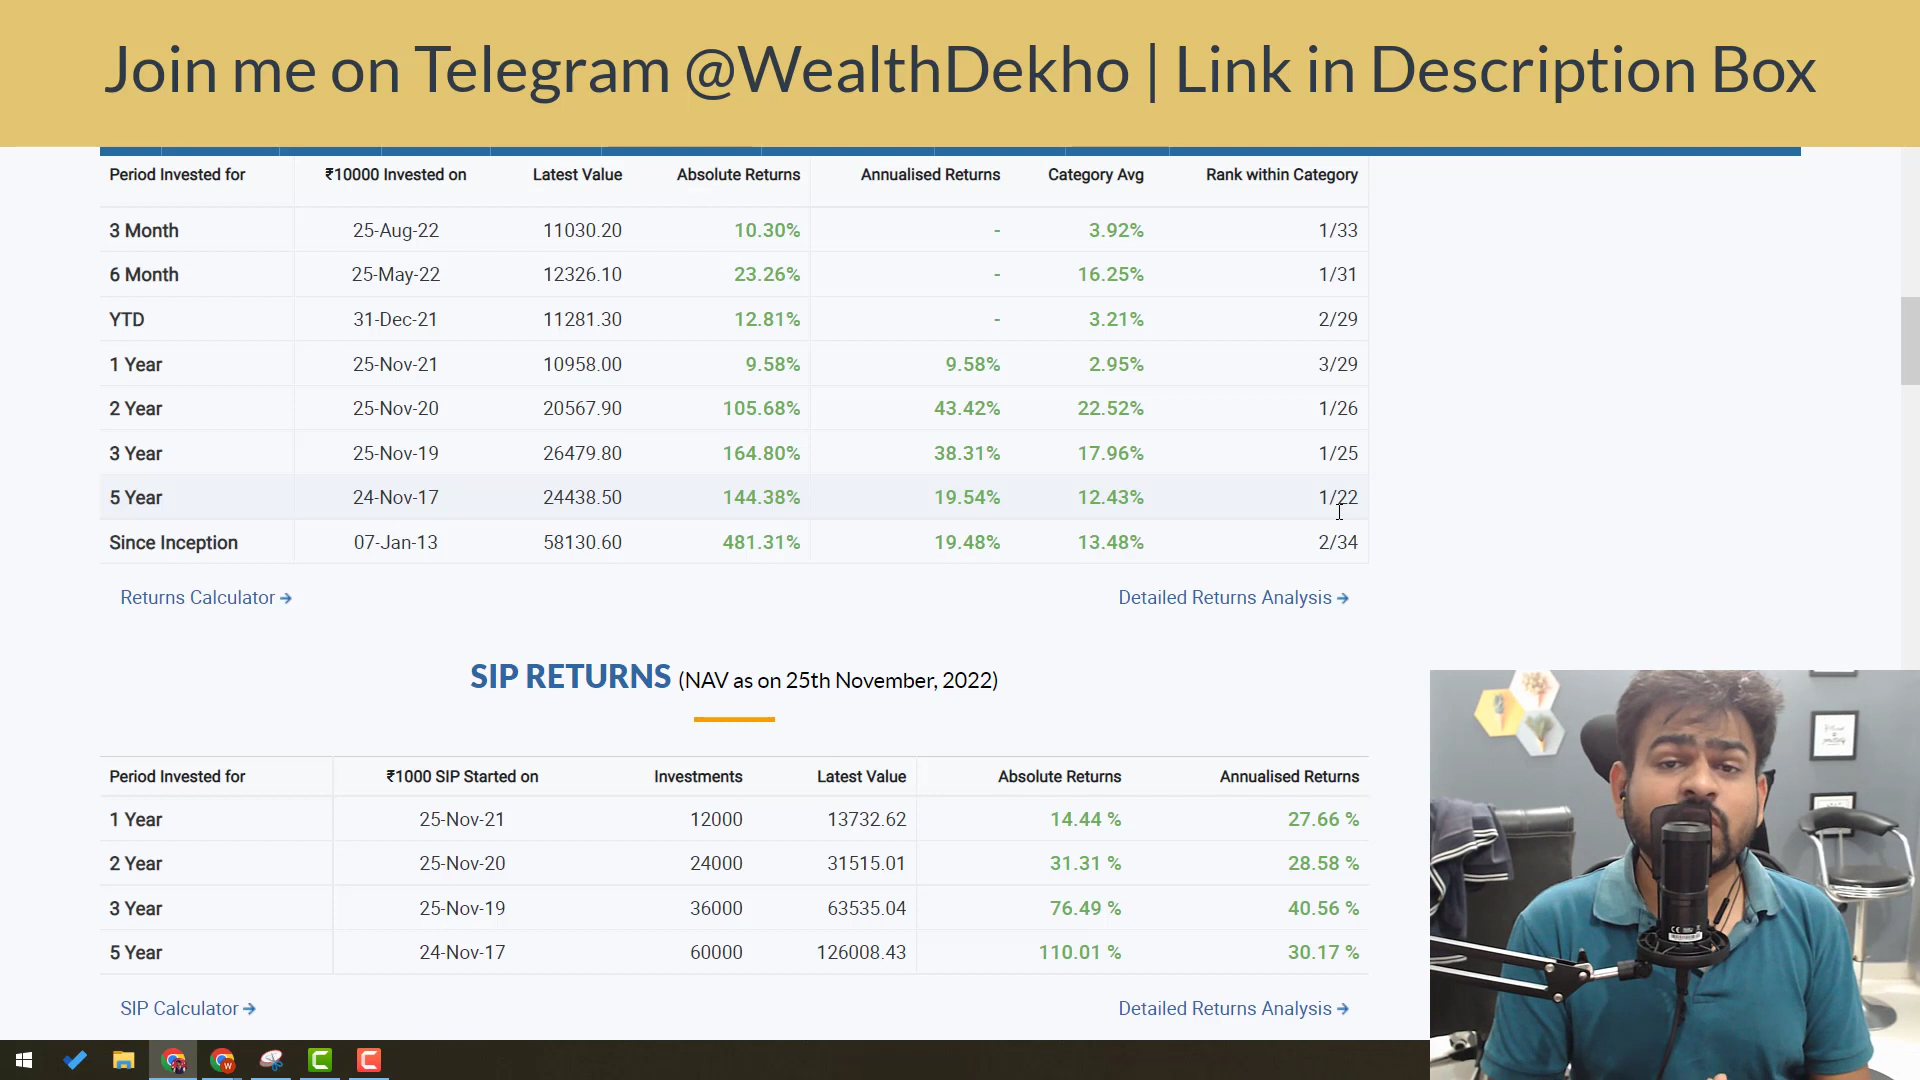 Join me on Telegram @WealthDekho | Link in Description Box
Period Invested for ₹10000 Invested on Latest Value Absolute Returns Annualised Returns Category Avg Rank within Category
3 Month 25-Aug-22 11030.20 10.30% - 3.92% 1/33
6 Month 25-May-22 12326.10 23.26% - 16.25% 1/31
YTD 31-Dec-21 11281.30 12.81% - 3.21% 2/29
1 Year 25-Nov-21 10958.00 9.58% 9.58% 2.95% 3/29
2 Year 25-Nov-20 20567.90 105.68% 43.42% 22.52% 1/26
3 Year 25-Nov-19 26479.80 164.80% 38.31% 17.96% 1/25
5 Year 24-Nov-17 24438.50 144.38% 19.54% 12.43% 1/22
Since Inception 07-Jan-13 58130.60 481.31% 19.48% 13.48% 2/34
Returns Calculator → Detailed Returns Analysis →
SIP RETURNS (NAV as on 25th November, 2022)
Period Invested for ₹1000 SIP Started on Investments Latest Value Absolute Returns Annualised Returns
1 Year 25-Nov-21 12000 13732.62 14.44 % 27.66 %
2 Year 25-Nov-20 24000 31515.01 31.31 % 28.58 %
3 Year 25-Nov-19 36000 63535.04 76.49 % 40.56 %
5 Year 24-Nov-17 60000 126008.43 110.01 % 30.17 %
SIP Calculator → Detailed Returns Analysis →